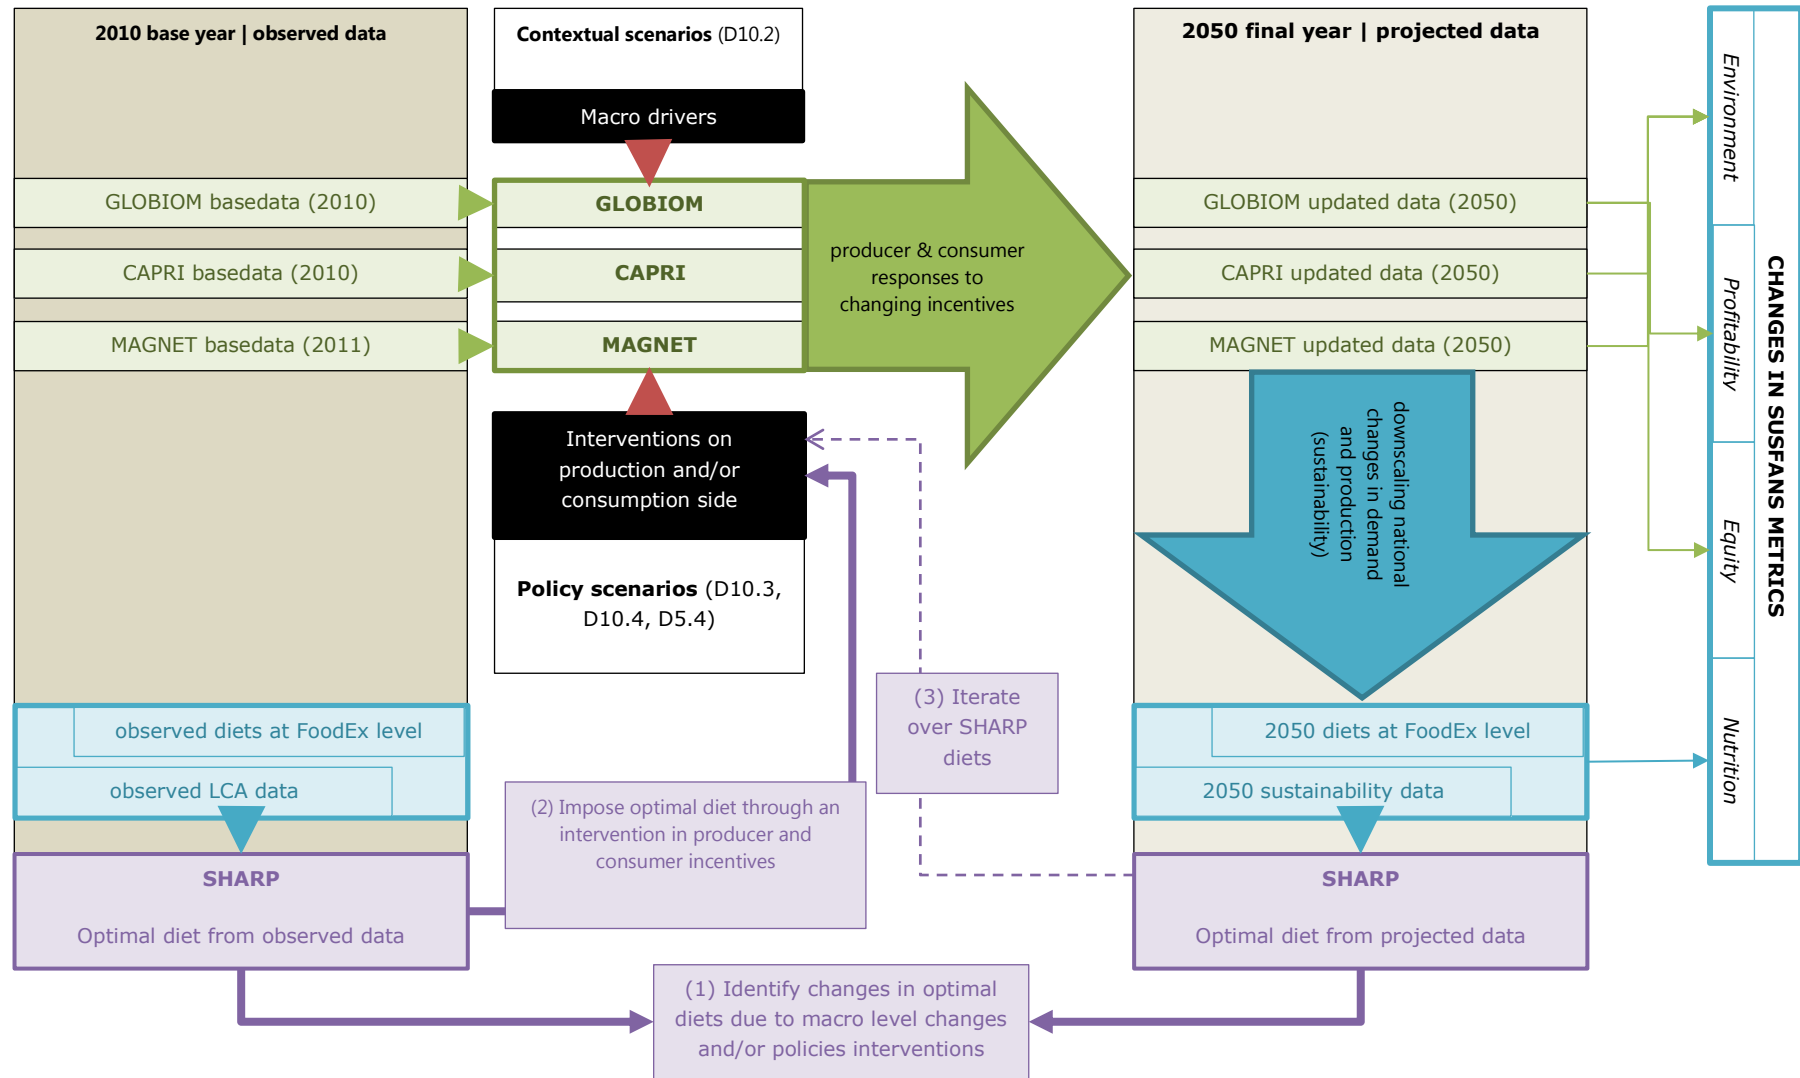 2010 base year | observed data
Contextual scenarios (D10.2)
Macro drivers
2050 final year | projected data
GLOBIOM basedata (2010)
CAPRI basedata (2010)
MAGNET basedata (2011)
GLOBIOM
CAPRI
MAGNET
producer & consumer
responses to
changing incentives
GLOBIOM updated data (2050)
CAPRI updated data (2050)
MAGNET updated data (2050)
Interventions on
production and/or
consumption side
Policy scenarios (D10.3,
D10.4, D5.4)
downscaling national
changes in demand
and production
(sustainability)
observed diets at FoodEx level
observed LCA data
SHARP
Optimal diet from observed data
(2) Impose optimal diet through an
intervention in producer and
consumer incentives
(3) Iterate
over SHARP
diets
2050 diets at FoodEx level
2050 sustainability data
SHARP
Optimal diet from projected data
(1) Identify changes in optimal
diets due to macro level changes
and/or policies interventions
Environment
Profitability
Equity
Nutrition
CHANGES IN SUSFANS METRICS